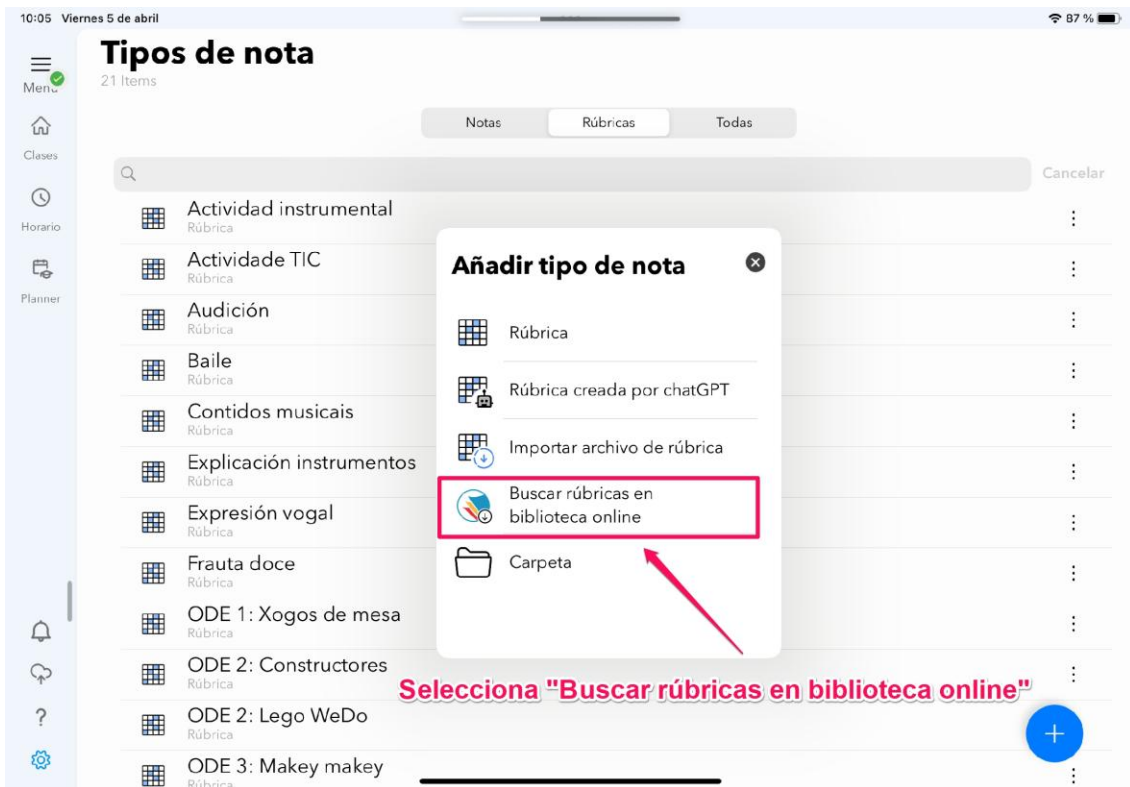 10:05 Viernes 5 de abril
87 %
Tipos de nota
21 Items
Menú
Clases
Horario
Planner
Notas
Rúbricas
Todas
Cancelar
Actividad instrumental
Rúbrica
Actividade TIC
Rúbrica
Audición
Rúbrica
Baile
Rúbrica
Contidos musicais
Rúbrica
Explicación instrumentos
Rúbrica
Expresión vogal
Rúbrica
Frauta doce
Rúbrica
ODE 1: Xogos de mesa
Rúbrica
ODE 2: Constructores
Rúbrica
ODE 2: Lego WeDo
Rúbrica
ODE 3: Makey makey
Rúbrica
Añadir tipo de nota
Rúbrica
Rúbrica creada por chatGPT
Importar archivo de rúbrica
Buscar rúbricas en
biblioteca online
Carpeta
Selecciona "Buscar rúbricas en biblioteca online"